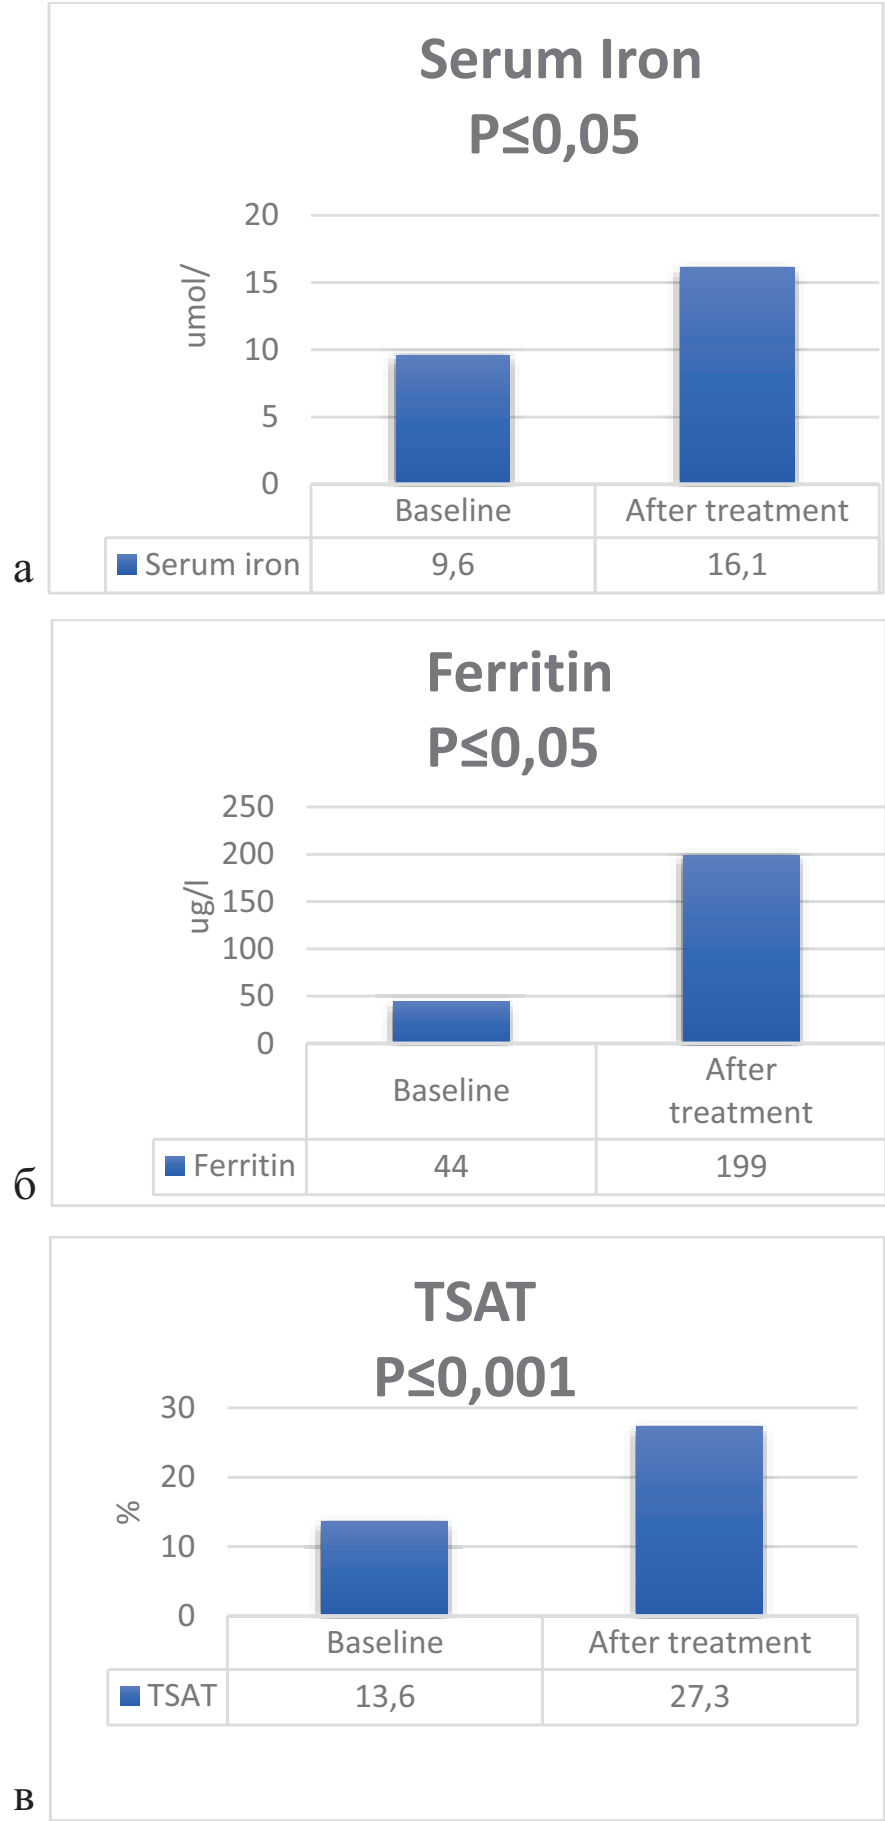 Serum Iron
P≤0,05
20
15
10
5
0
umol/
Baseline After treatment
Serum iron 9,6 16,1
а
Ferritin
P≤0,05
250
200
150
100
50
0
ug/l
Baseline After
treatment
Ferritin 44 199
б
TSAT
P≤0,001
30
20
10
0
%
Baseline After treatment
TSAT 13,6 27,3
в